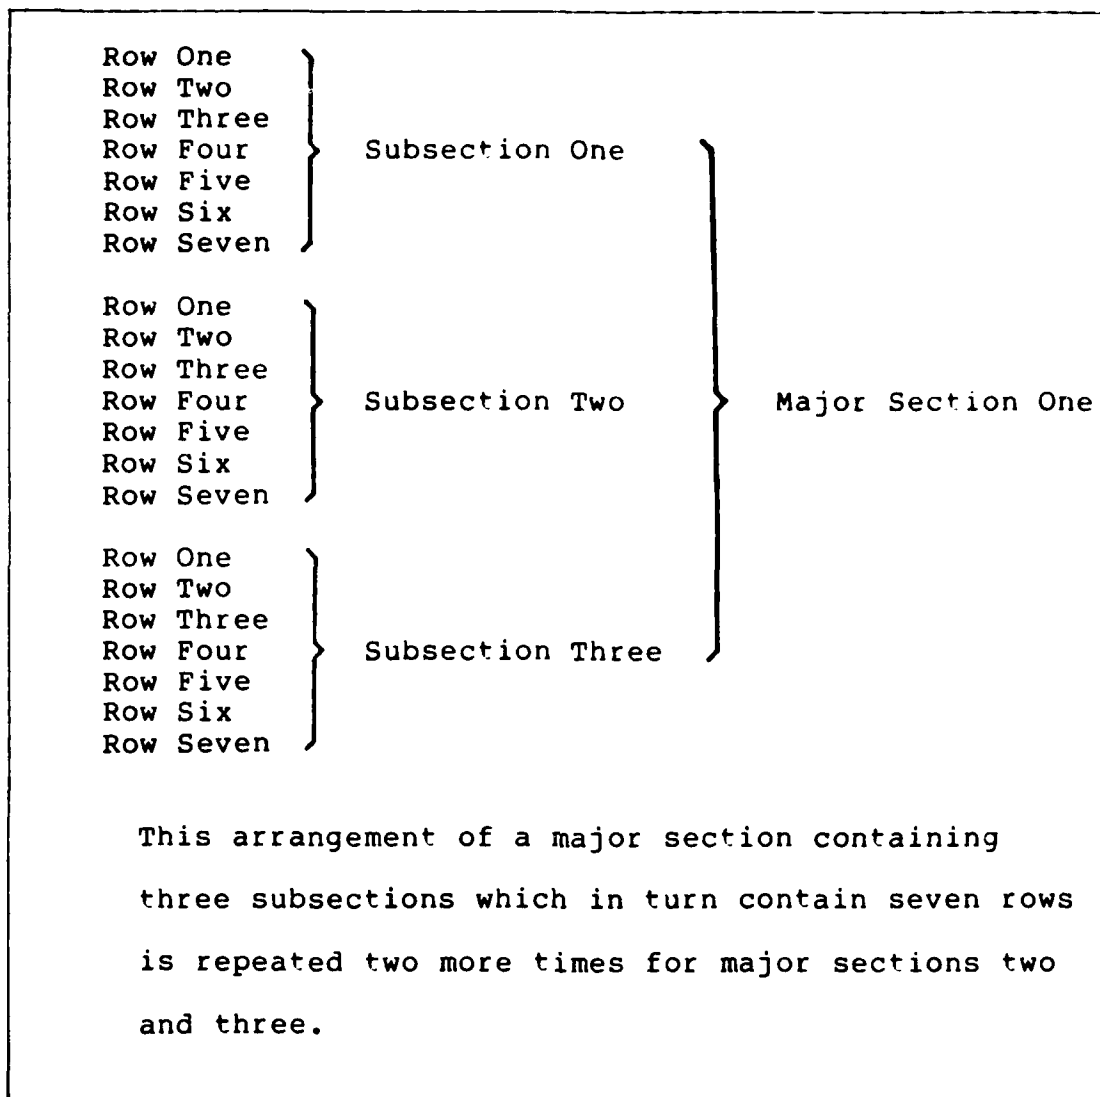 Row One
Row Two
Row Three
Row Four Subsection One
Row Five
Row Six
Row Seven
Row One
Row Two
Row Three
Row Four Subsection Two Major Section One
Row Five
Row Six
Row Seven
Row One
Row Two
Row Three
Row Four Subsection Three
Row Five
Row Six
Row Seven
This arrangement of a major section containing
three subsections which in turn contain seven rows
is repeated two more times for major sections two
and three.